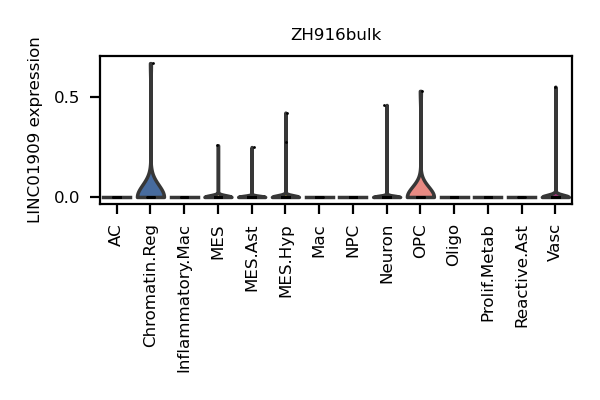 ZH916bulk
LINC01909 expression
0.5
0.0
AC
Chromatin.Reg
Inflammatory.Mac
MES
MES.Ast
MES.Hyp
Mac
NPC
Neuron
OPC
Oligo
Prolif.Metab
Reactive.Ast
Vasc